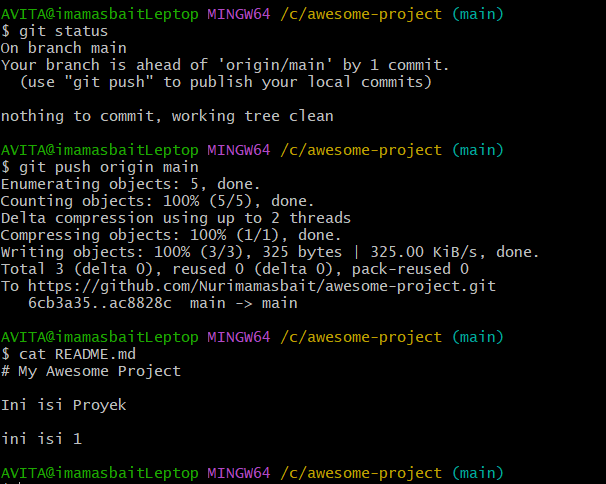 AVITA@imamasbaitLeptop MINGW64 /c/awesome-project (main)
$ git status
On branch main
Your branch is ahead of 'origin/main' by 1 commit.
  (use "git push" to publish your local commits)

nothing to commit, working tree clean

AVITA@imamasbaitLeptop MINGW64 /c/awesome-project (main)
$ git push origin main
Enumerating objects: 5, done.
Counting objects: 100% (5/5), done.
Delta compression using up to 2 threads
Compressing objects: 100% (1/1), done.
Writing objects: 100% (3/3), 325 bytes | 325.00 KiB/s, done.
Total 3 (delta 0), reused 0 (delta 0), pack-reused 0
To https://github.com/Nurimamasbait/awesome-project.git
   6cb3a35..ac8828c  main -> main

AVITA@imamasbaitLeptop MINGW64 /c/awesome-project (main)
$ cat README.md
# My Awesome Project

Ini isi Proyek

ini isi 1

AVITA@imamasbaitLeptop MINGW64 /c/awesome-project (main)